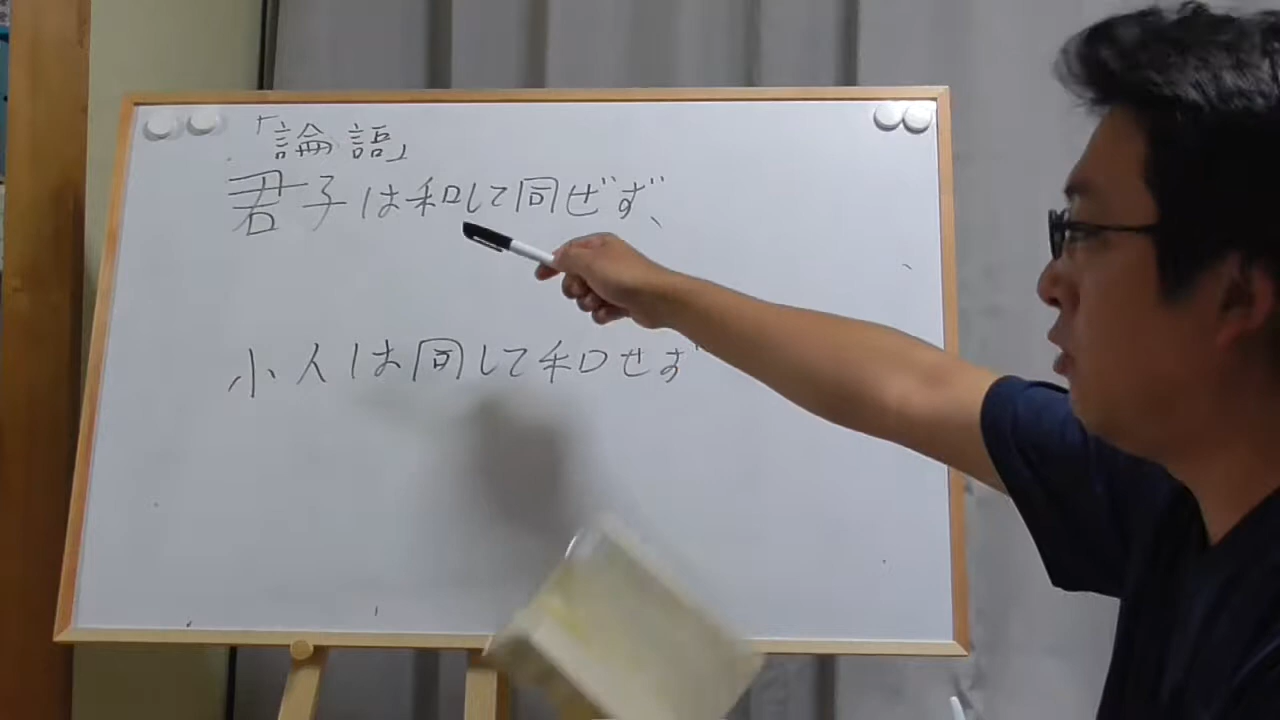 「論語」
君子は和して同ぜず、
小人は同して和せず